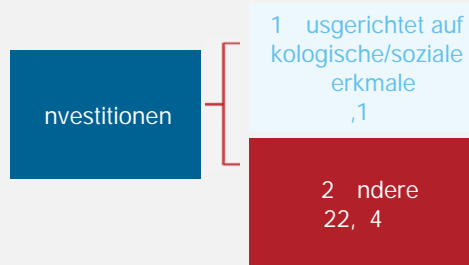 nvestitionen
1 usgerichtet auf
kologische/soziale
erkmale
,1
2 ndere
22, 4